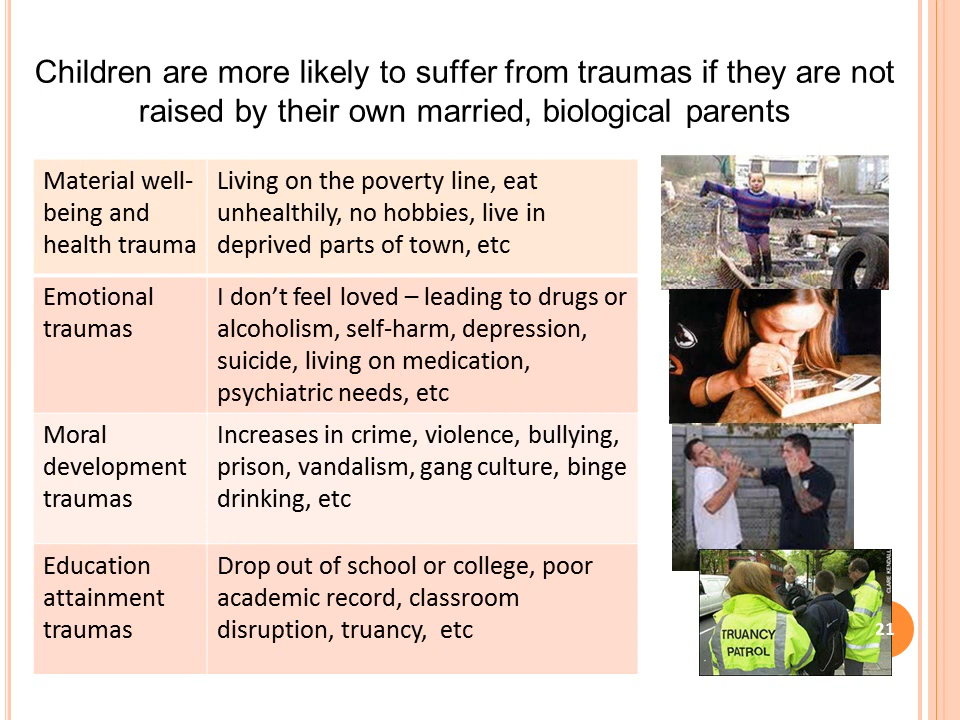 Children are more likely to suffer from traumas if they are not
raised by their own married, biological parents
Material well-
being and
health trauma
Living on the poverty line, eat
unhealthily, no hobbies, live in
deprived parts of town, etc
Emotional
traumas
I don’t feel loved – leading to drugs or
alcoholism, self-harm, depression,
suicide, living on medication,
psychiatric needs, etc
Moral
development
traumas
Increases in crime, violence, bullying,
prison, vandalism, gang culture, binge
drinking, etc
Education
attainment
traumas
Drop out of school or college, poor
academic record, classroom
disruption, truancy, etc
TRUANCY
PATROL
CLARE KENDALL
21